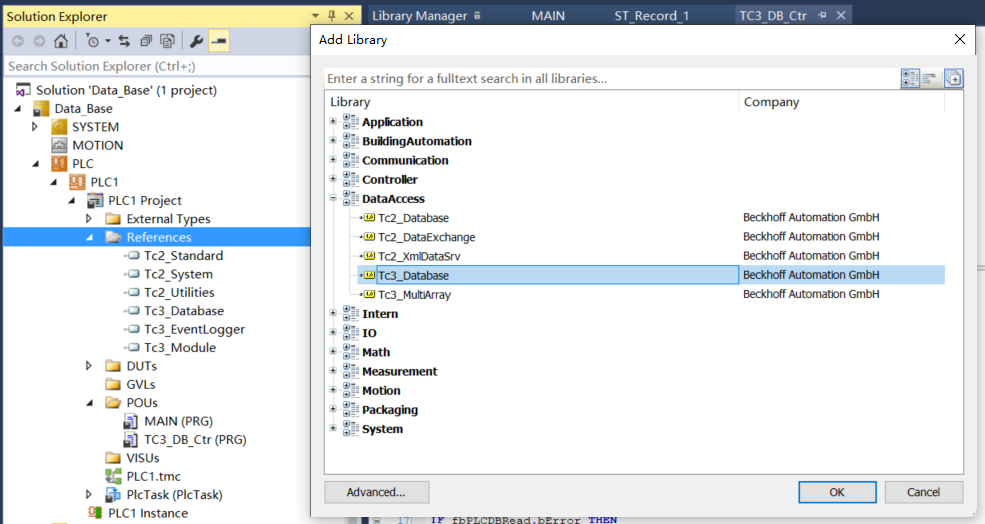 Solution Explorer
Search Solution Explorer (Ctrl+;)
Solution 'Data_Base' (1 project)
Data_Base
SYSTEM
MOTION
PLC
PLC1
PLC1 Project
External Types
References
Tc2_Standard
Tc2_System
Tc2_Utilities
Tc3_Database
Tc3_EventLogger
Tc3_Module
DUTs
GVLs
POUs
MAIN (PRG)
TC3_DB_Ctr (PRG)
VISUs
PLC1.tmc
PlcTask (PlcTask)
PLC1 Instance
Library Manager MAIN ST_Record_1 TC3_DB_Ctr
Add Library
Enter a string for a fulltext search in all libraries...
Library Company
Application
BuildingAutomation
Communication
Controller
DataAccess
Tc2_Database Beckhoff Automation GmbH
Tc2_DataExchange Beckhoff Automation GmbH
Tc2_XmlDataSrv Beckhoff Automation GmbH
Tc3_Database Beckhoff Automation GmbH
Tc3_MultiArray Beckhoff Automation GmbH
Intern
IO
Math
Measurement
Motion
Packaging
System
Advanced... OK Cancel
17 IF fbPLCDBRead.bError THEN